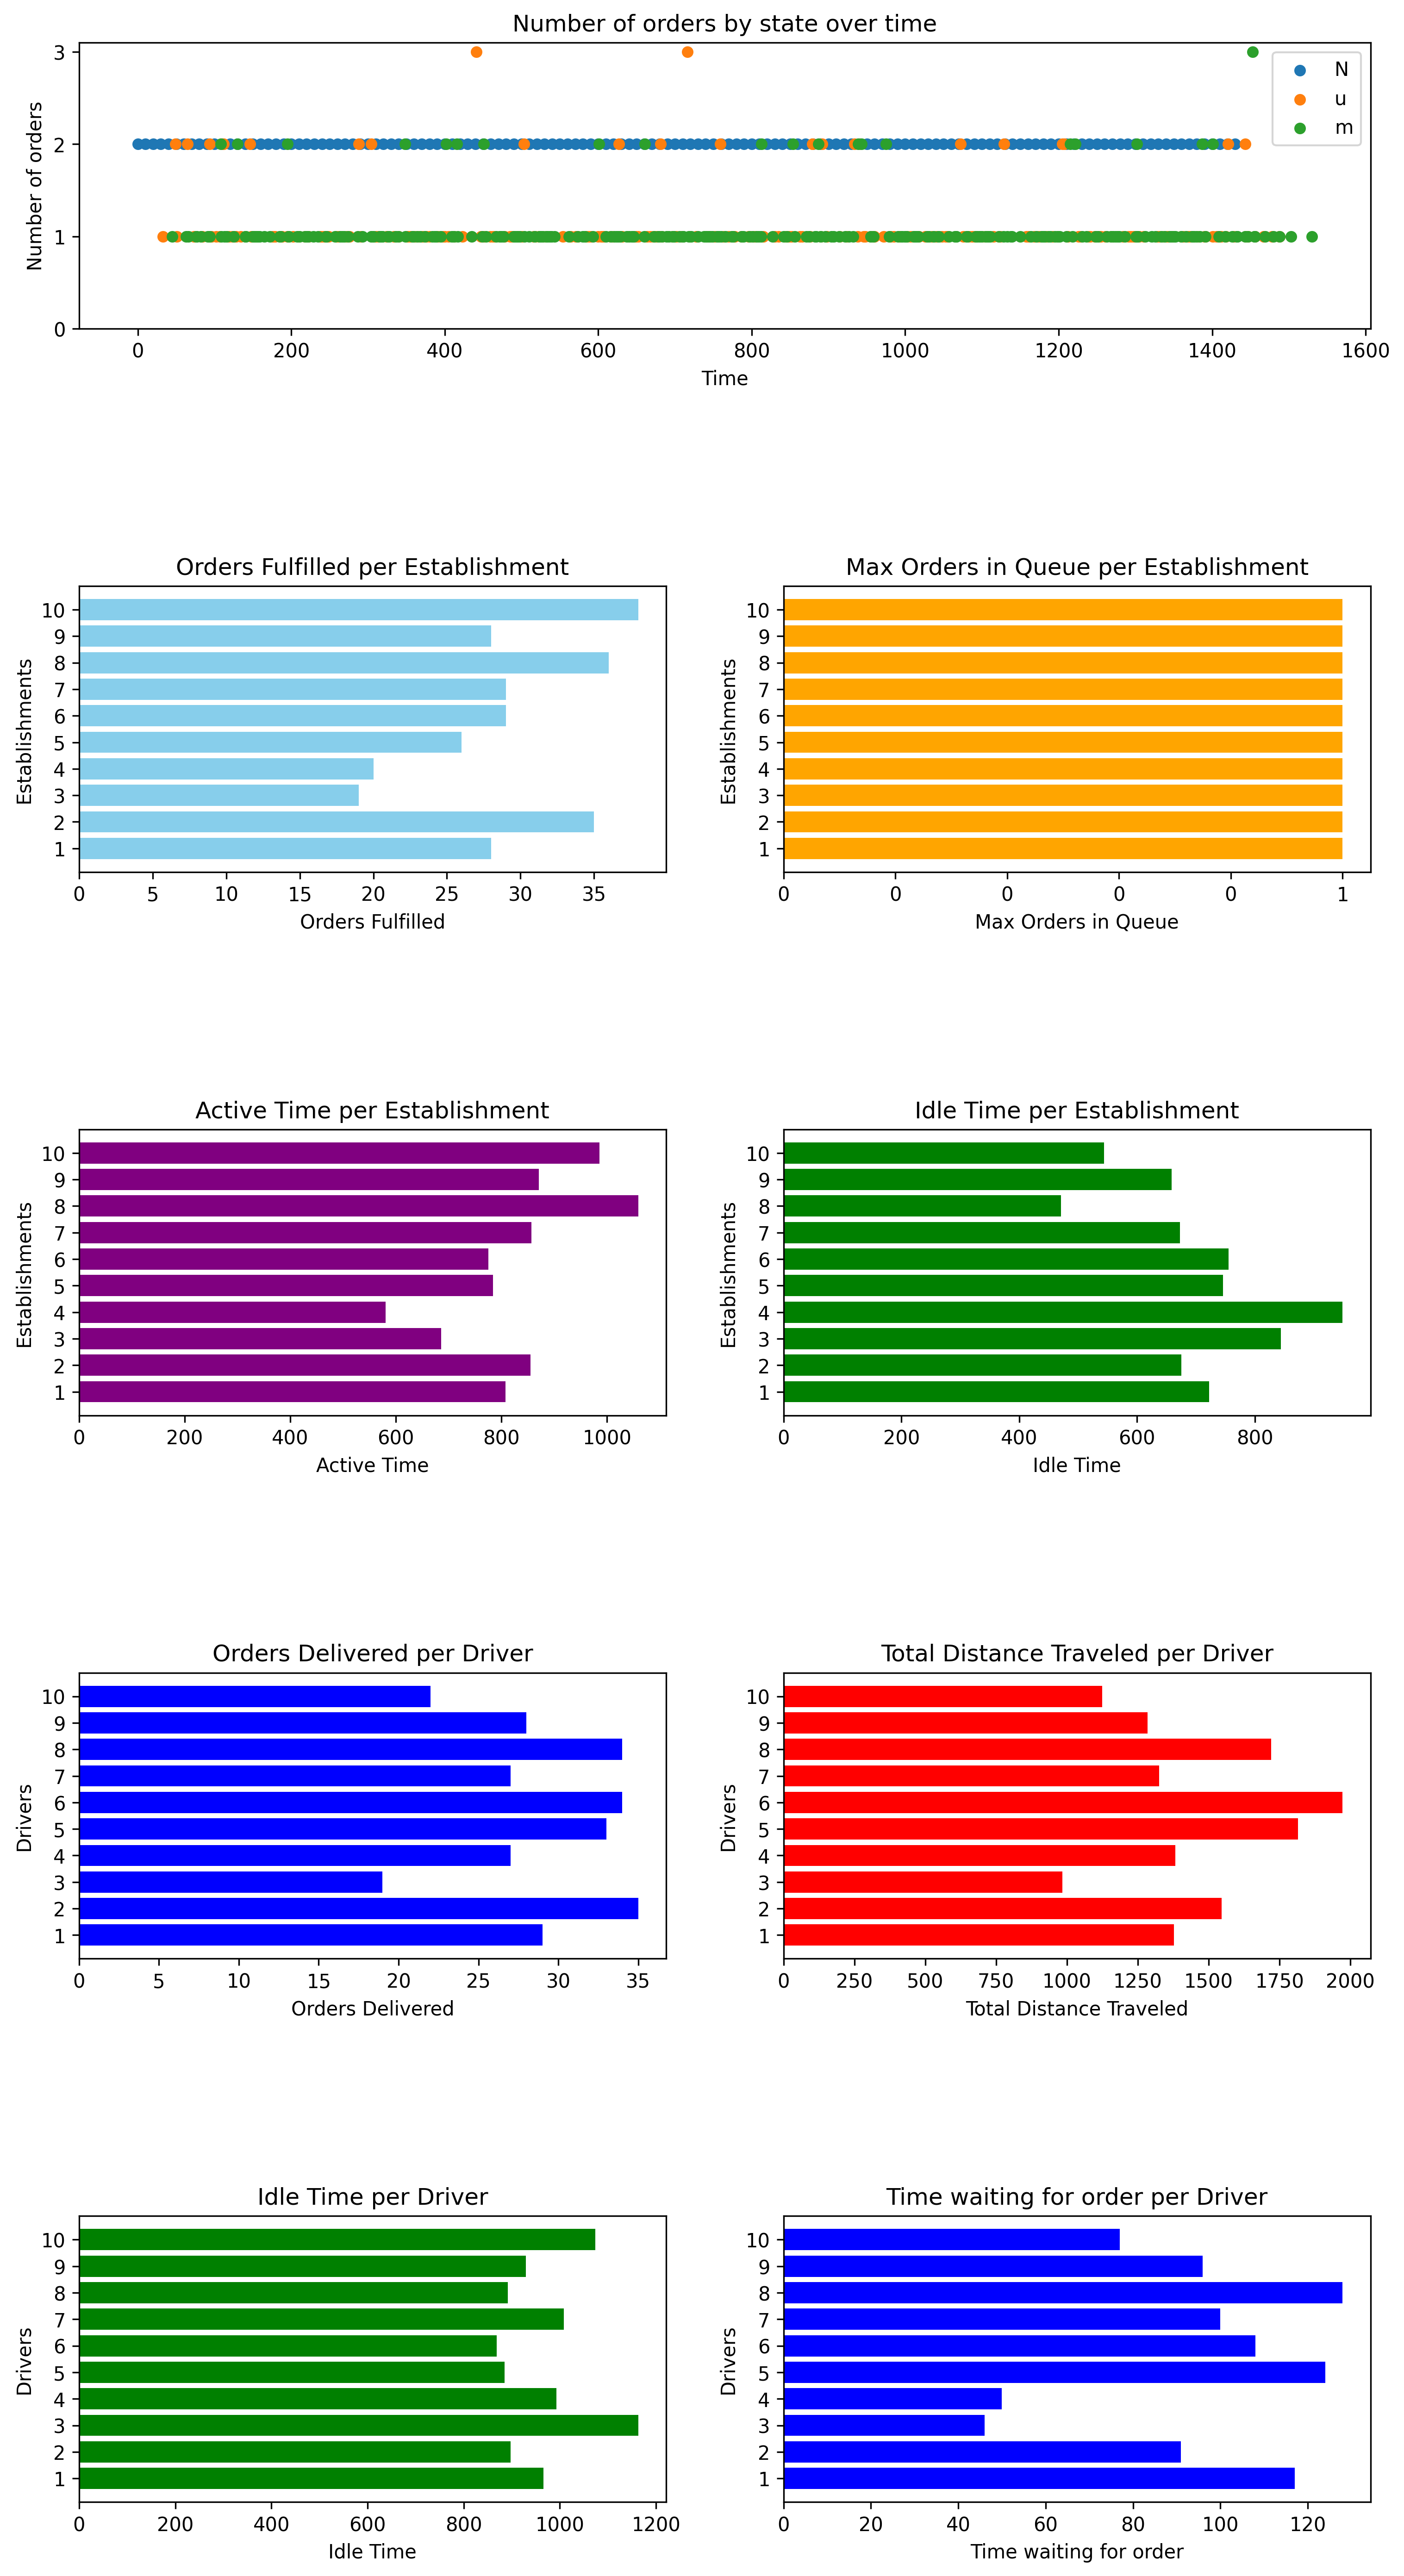 Number of orders by state over time
3
2
1
0
Number of orders
N
u
m
0 200 400 600 800 1000 1200 1400 1600
Time
Orders Fulfilled per Establishment
10
9
8
7
6
5
4
3
2
1
Establishments
0 5 10 15 20 25 30 35
Orders Fulfilled
Max Orders in Queue per Establishment
10
9
8
7
6
5
4
3
2
1
Establishments
0 0 0 0 0 1
Max Orders in Queue
Active Time per Establishment
10
9
8
7
6
5
4
3
2
1
Establishments
0 200 400 600 800 1000
Active Time
Idle Time per Establishment
10
9
8
7
6
5
4
3
2
1
Establishments
0 200 400 600 800
Idle Time
Orders Delivered per Driver
10
9
8
7
6
5
4
3
2
1
Drivers
0 5 10 15 20 25 30 35
Orders Delivered
Total Distance Traveled per Driver
10
9
8
7
6
5
4
3
2
1
Drivers
0 250 500 750 1000 1250 1500 1750 2000
Total Distance Traveled
Idle Time per Driver
10
9
8
7
6
5
4
3
2
1
Drivers
0 200 400 600 800 1000 1200
Idle Time
Time waiting for order per Driver
10
9
8
7
6
5
4
3
2
1
Drivers
0 20 40 60 80 100 120
Time waiting for order